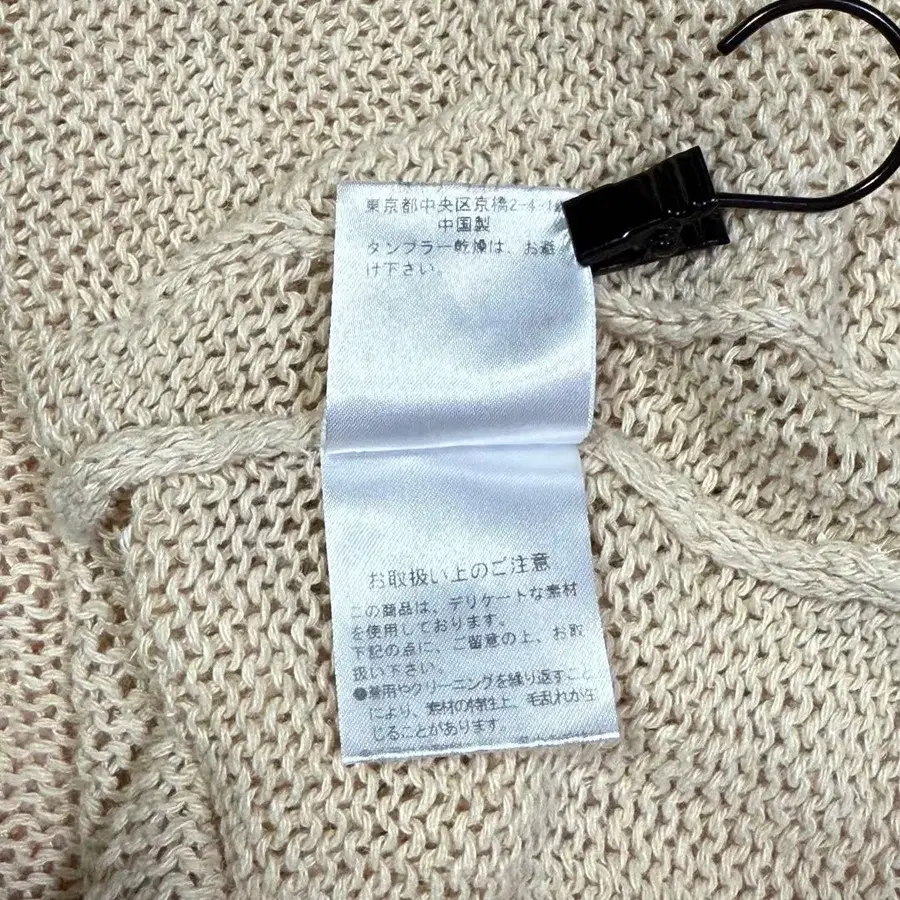 東京都中央区京橋2-4-1
中国製
タンブラー乾燥は、お避
け下さい。
お取扱い上のご注意
この商品は、デリケートな素材
を使用しております。
下記の点に、ご留意の上、お取
扱い下さい。
●着用やクリーニングを繰り返すこと
により、素材の特性上、毛乱れが生
じることがあります。